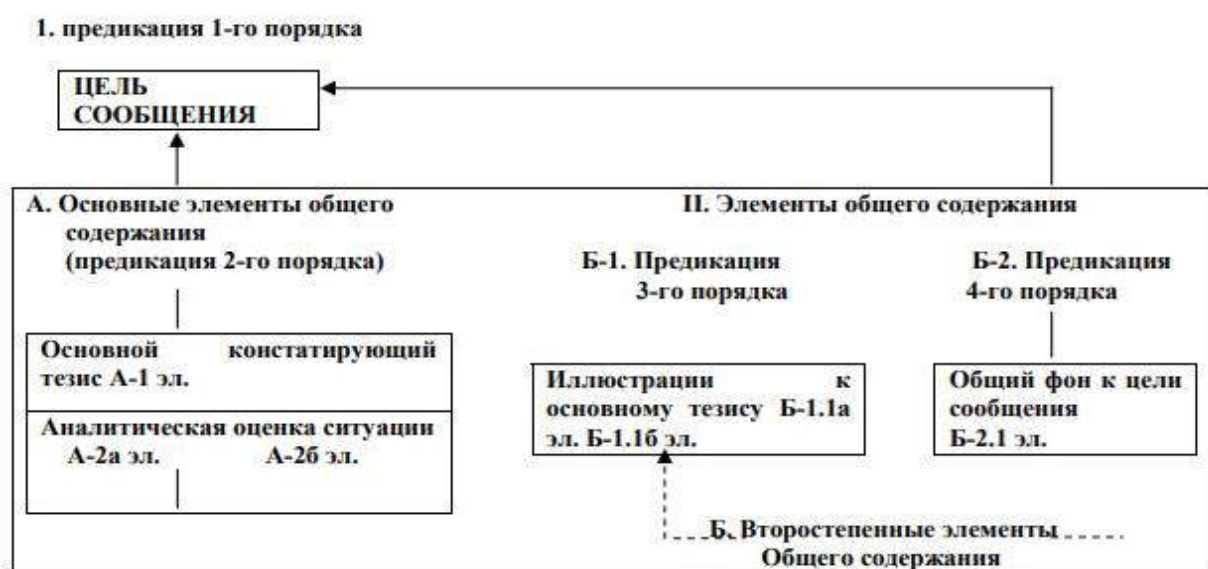 1. предикация 1-го порядка
ЦЕЛЬ
СООБЩЕНИЯ
А. Основные элементы общего
содержания
(предикация 2-го порядка)
II. Элементы общего содержания
Б-1. Предикация
3-го порядка
Б-2. Предикация
4-го порядка
Основной констатирующий
тезис А-1 эл.
Аналитическая оценка ситуации
А-2а эл. А-2б эл.
Иллюстрации к
основному тезису Б-1.1а
эл. Б-1.1б эл.
Общий фон к цели
сообщения
Б-2.1 эл.
Б. Второстепенные элементы
Общего содержания